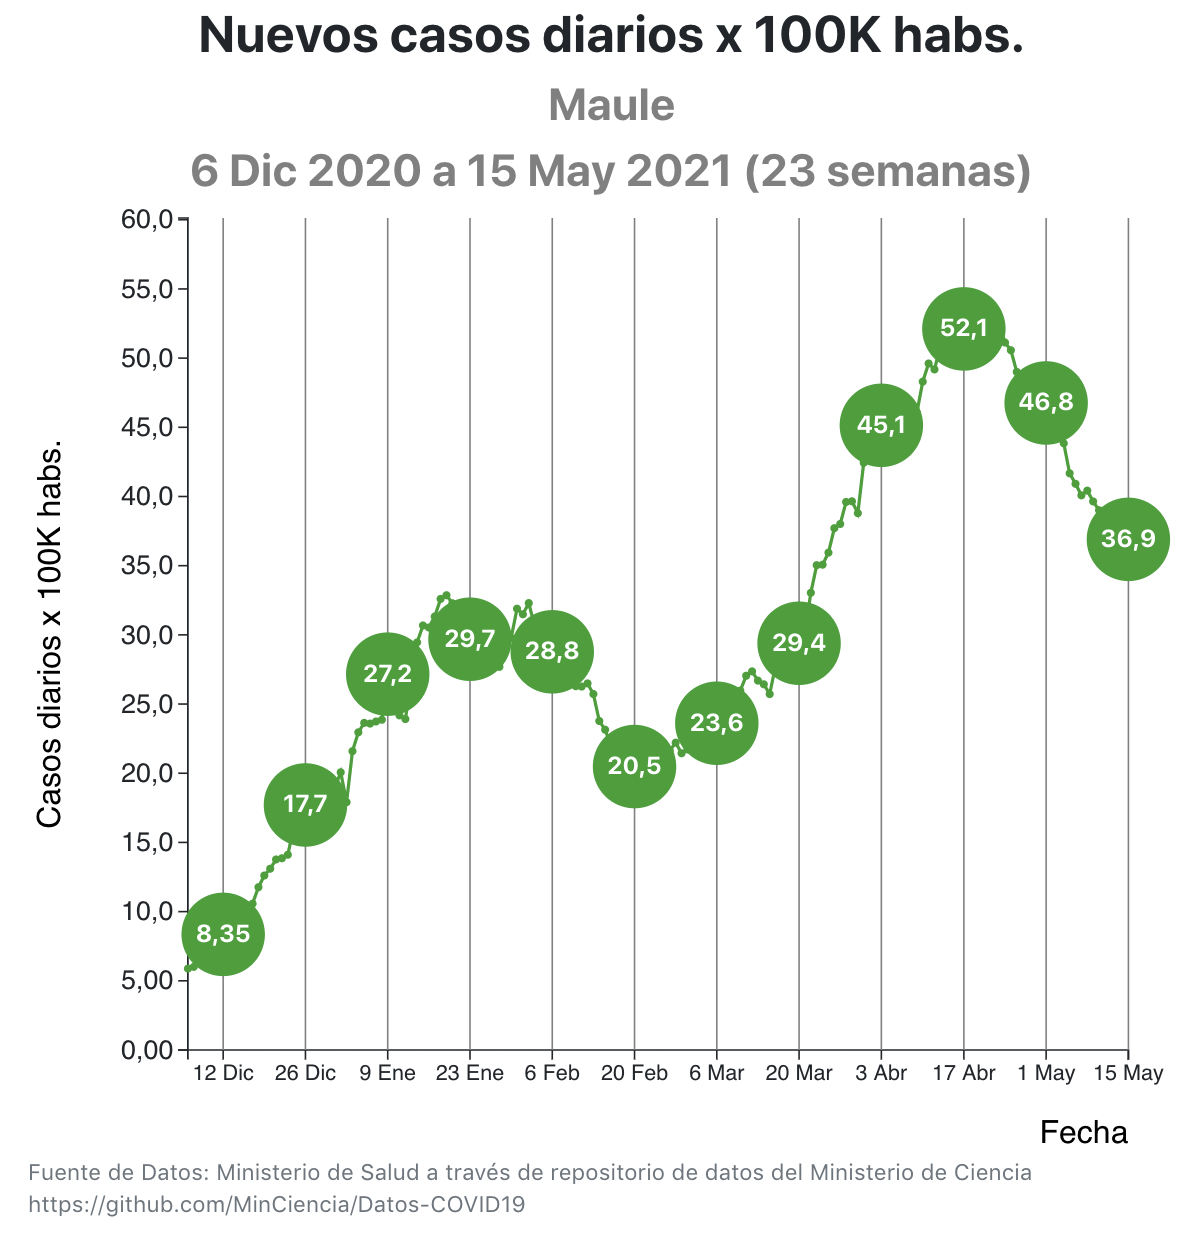 Nuevos casos diarios x 100K habs.
Maule
6 Dic 2020 a 15 May 2021 (23 semanas)
60,0
55,0
50,0
45,0
40,0
35,0
30,0
25,0
20,0
15,0
10,0
5,00
0,00
Casos diarios x 100K habs.
8,35
17,7
27,2
29,7
28,8
20,5
23,6
29,4
45,1
52,1
46,8
36,9
12 Dic
26 Dic
9 Ene
23 Ene
6 Feb
20 Feb
6 Mar
20 Mar
3 Abr
17 Abr
1 May
15 May
Fecha
Fuente de Datos: Ministerio de Salud a través de repositorio de datos del Ministerio de Ciencia
https://github.com/MinCiencia/Datos-COVID19